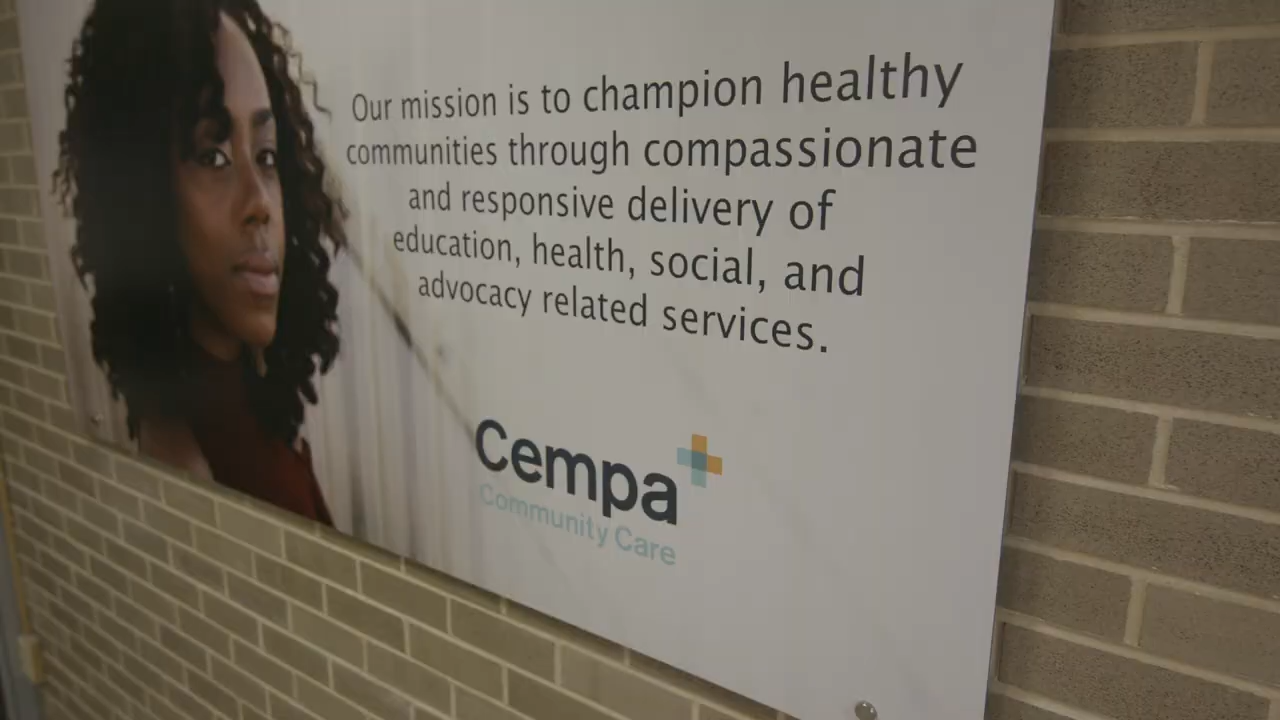 Our mission is to champion healthy
communities through compassionate
and responsive delivery of
education, health, social, and
advocacy related services.
Cempa
Community Care